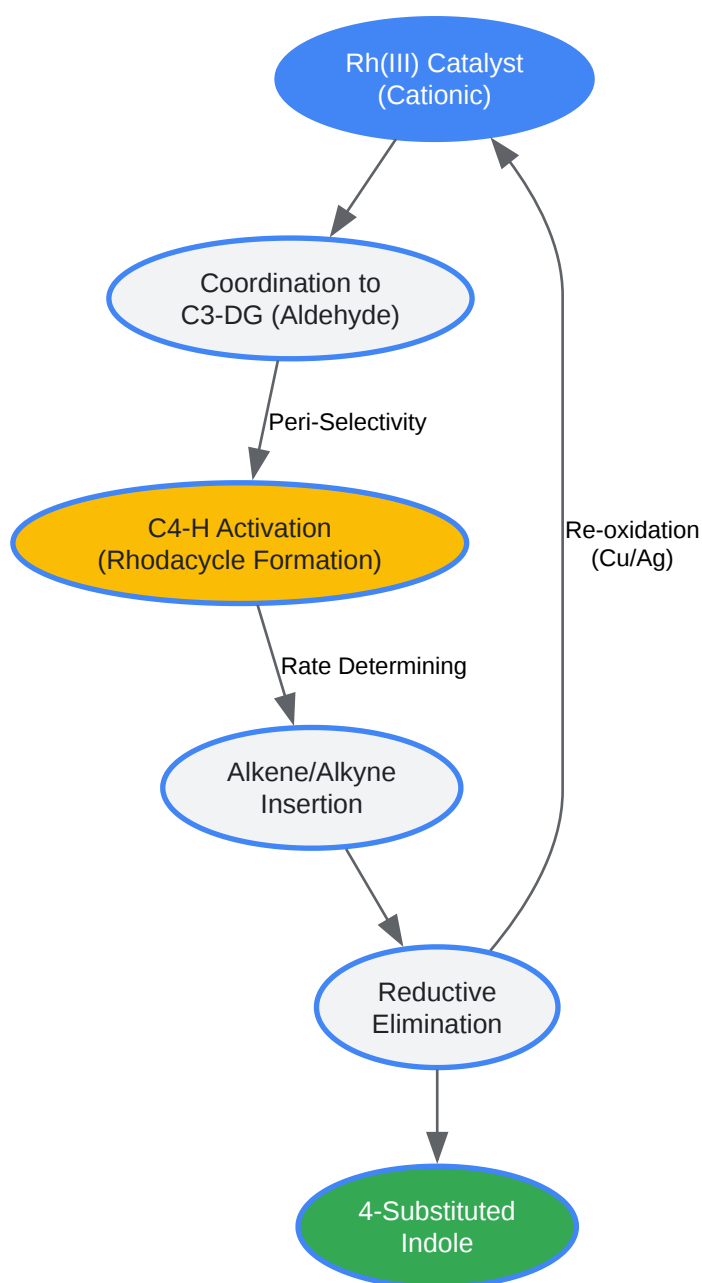 Rh(III) Catalyst
(Cationic)
Coordination to
C3-DG (Aldehyde)
Peri-Selectivity
C4-H Activation
(Rhodacycle Formation)
Re-oxidation
(Cu/Ag)
Rate Determining
Alkene/Alkyne
Insertion
Reductive
Elimination
4-Substituted
Indole